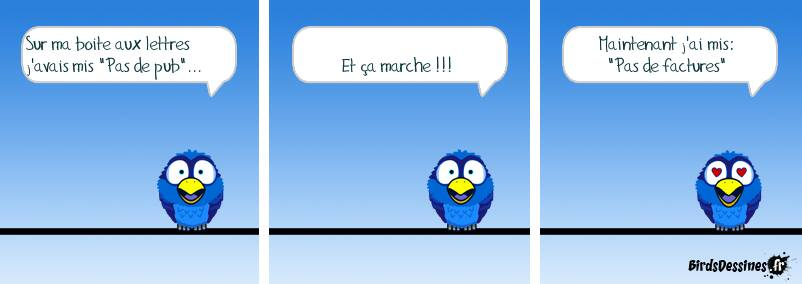 Sur ma boite aux lettres
j'avais mis "Pas de pub"...
Et ça marche !!!
Maintenant j'ai mis:
"Pas de factures"
BirdsDessines.fr